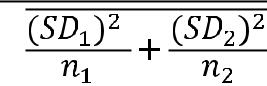 (SD₁)² / n₁ + (SD₂)² / n₂